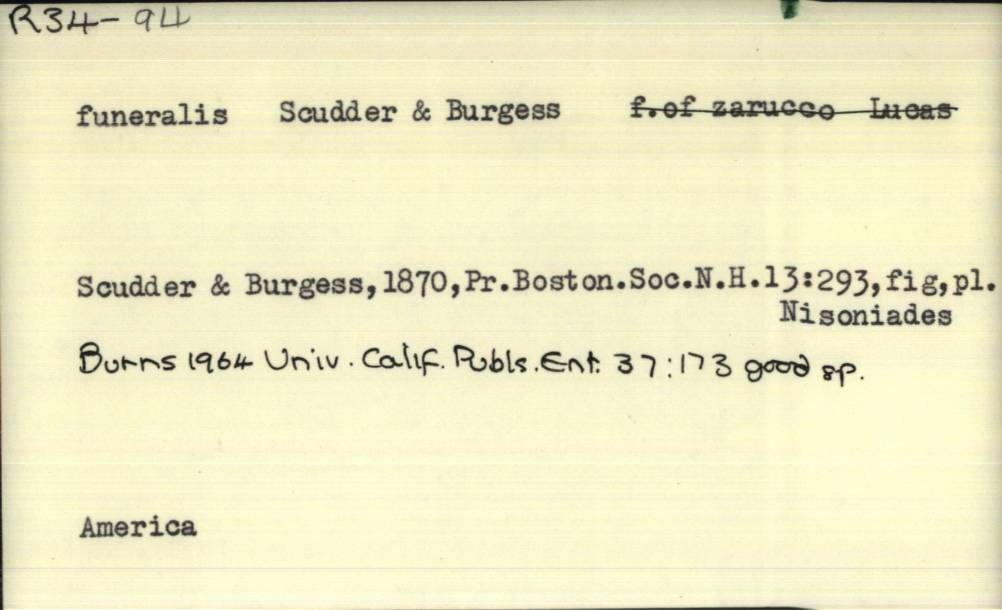 R34-94
funeralis Scudder & Burgess f.of zarucco Lucas
Scudder & Burgess,1870,Pr.Boston.Soc.N.H.13:293,fig,pl.
Nisoniades
Burns 1964 Univ. Calif. Publs. Ent. 37:173 good sp.
America